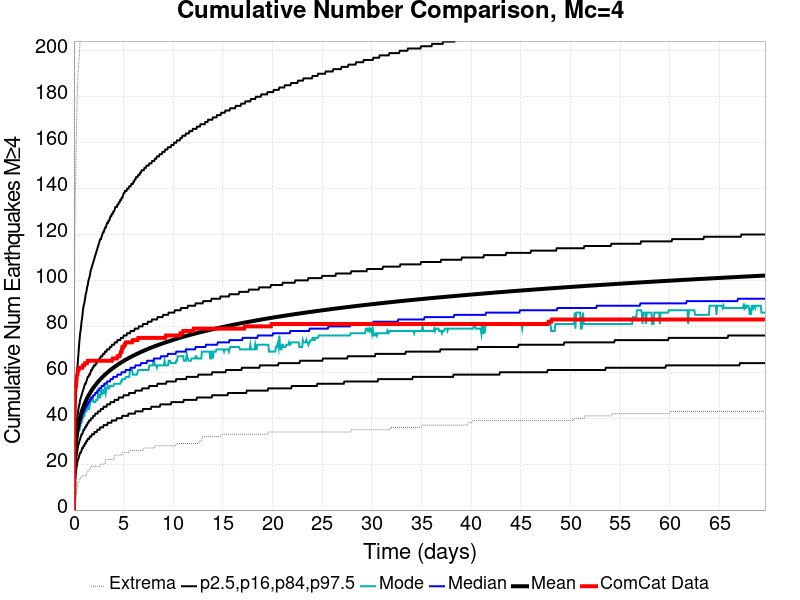 Cumulative Number Comparison, Mc=4
Cumulative Num Earthquakes M≥4
200
180
160
140
120
100
80
60
40
20
0
0 5 10 15 20 25 30 35 40 45 50 55 60 65
Time (days)
Extrema p2.5,p16,p84,p97.5 Mode Median Mean ComCat Data